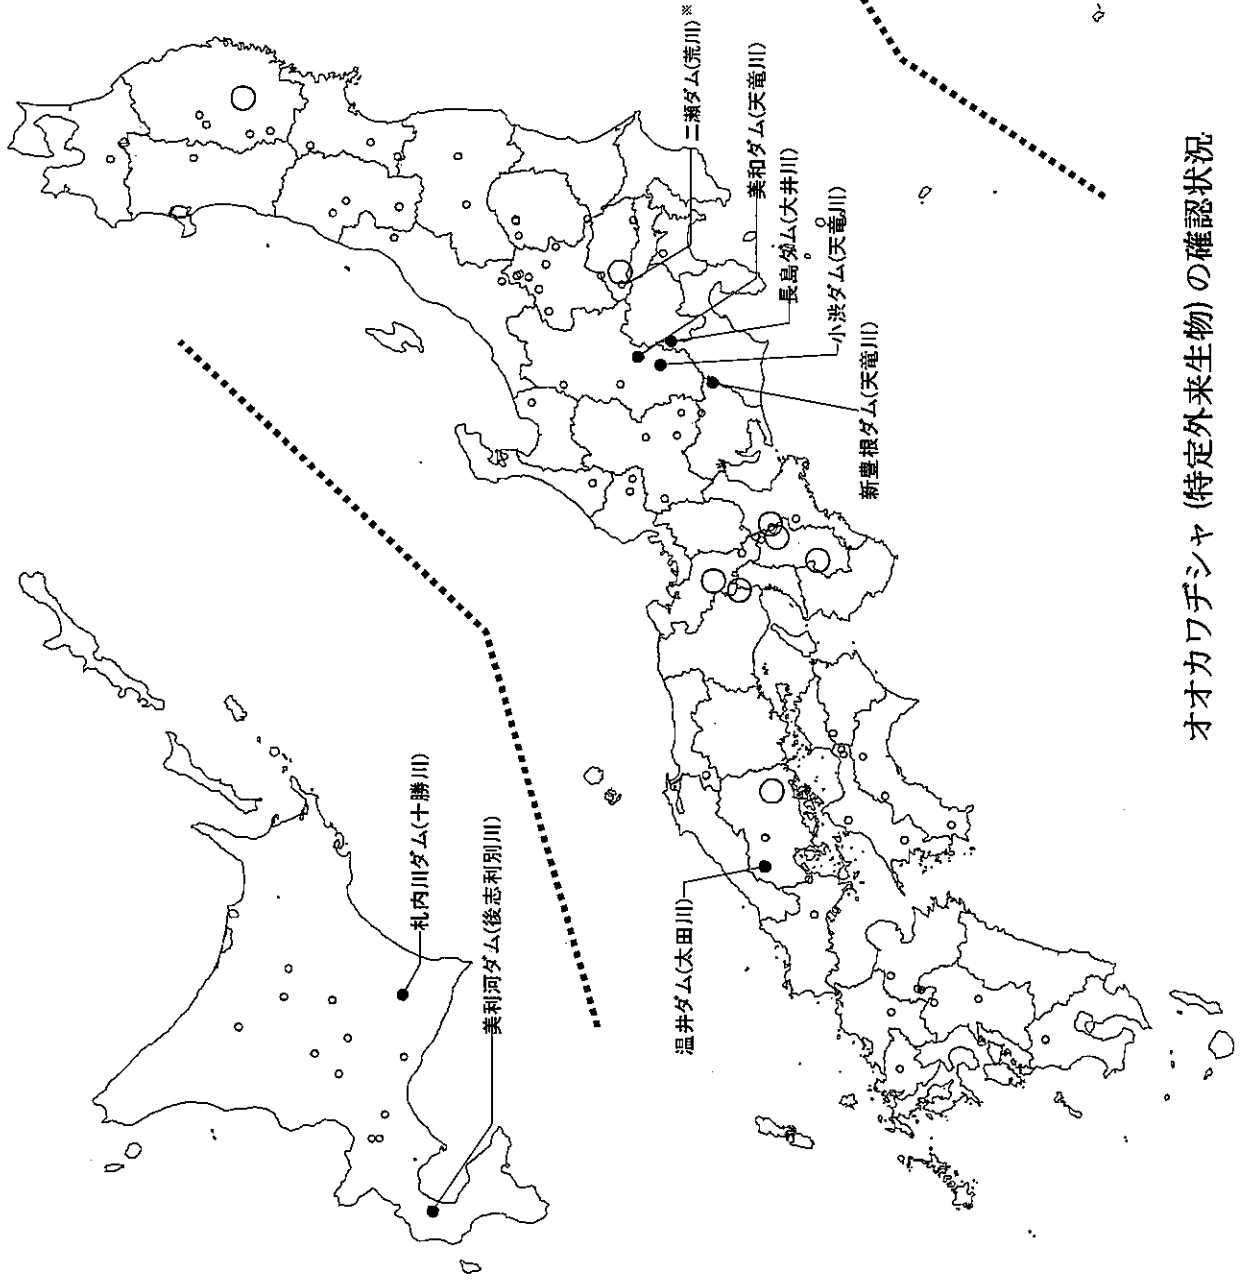 札内川ダム(十勝川)
美利河ダム(後志利別川)
二瀬ダム(荒川)※
美和ダム(天竜川)
長島ダム(大井川)
小渋ダム(天竜川)
新豊根ダム(天竜川)
温井ダム(太田川)
オオカワヂシャ (特定外来生物) の確認状況